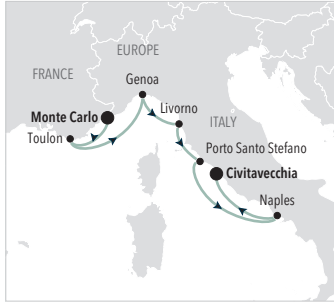 EUROPE
FRANCE
Genoa
Monte Carlo
Livorno
ITALY
Toulon
Porto Santo Stefano
Civitavecchia
Naples